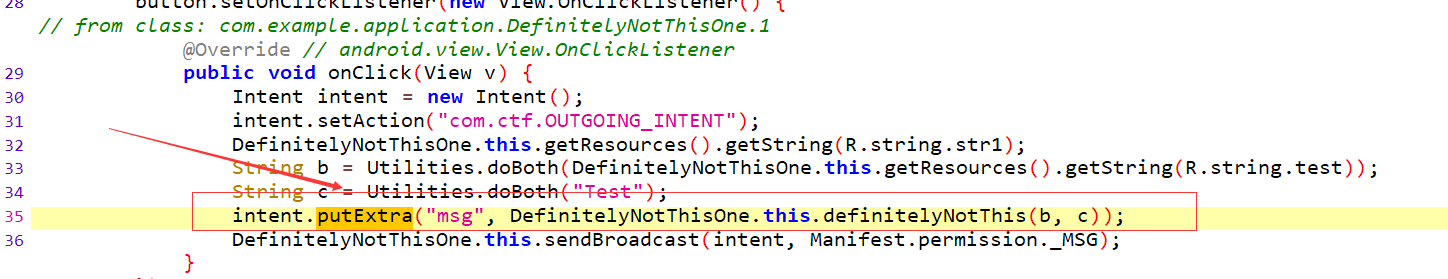 28 button.setOnClickListener(new View.OnClickListener() {
// from class: com.example.application.DefinitelyNotThisOne.1
@Override // android.view.View.OnClickListener
29 public void onClick(View v) {
30 Intent intent = new Intent();
31 intent.setAction("com.ctf.OUTGOING_INTENT");
32 DefinitelyNotThisOne.this.getResources().getString(R.string.str1);
33 String b = Utilities.doBoth(DefinitelyNotThisOne.this.getResources().getString(R.string.test));
34 String c = Utilities.doBoth("Test");
35 intent.putExtra("msg", DefinitelyNotThisOne.this.definitelyNotThis(b, c));
36 DefinitelyNotThisOne.this.sendBroadcast(intent, Manifest.permission._MSG);
}